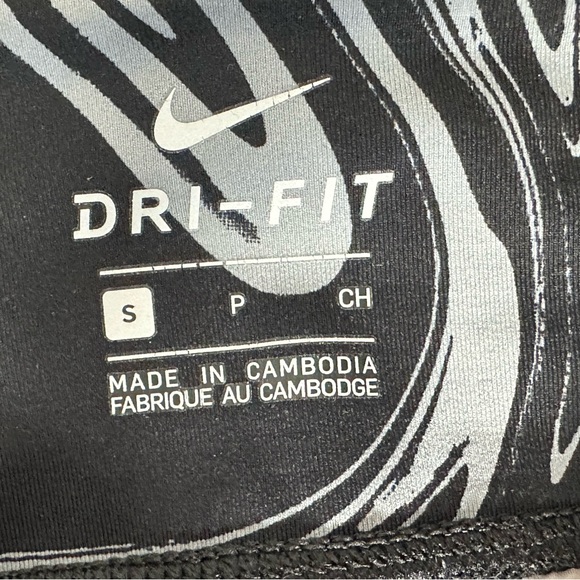 DRI-FIT
S P CH
MADE IN CAMBODIA
FABRIQUE AU CAMBODGE